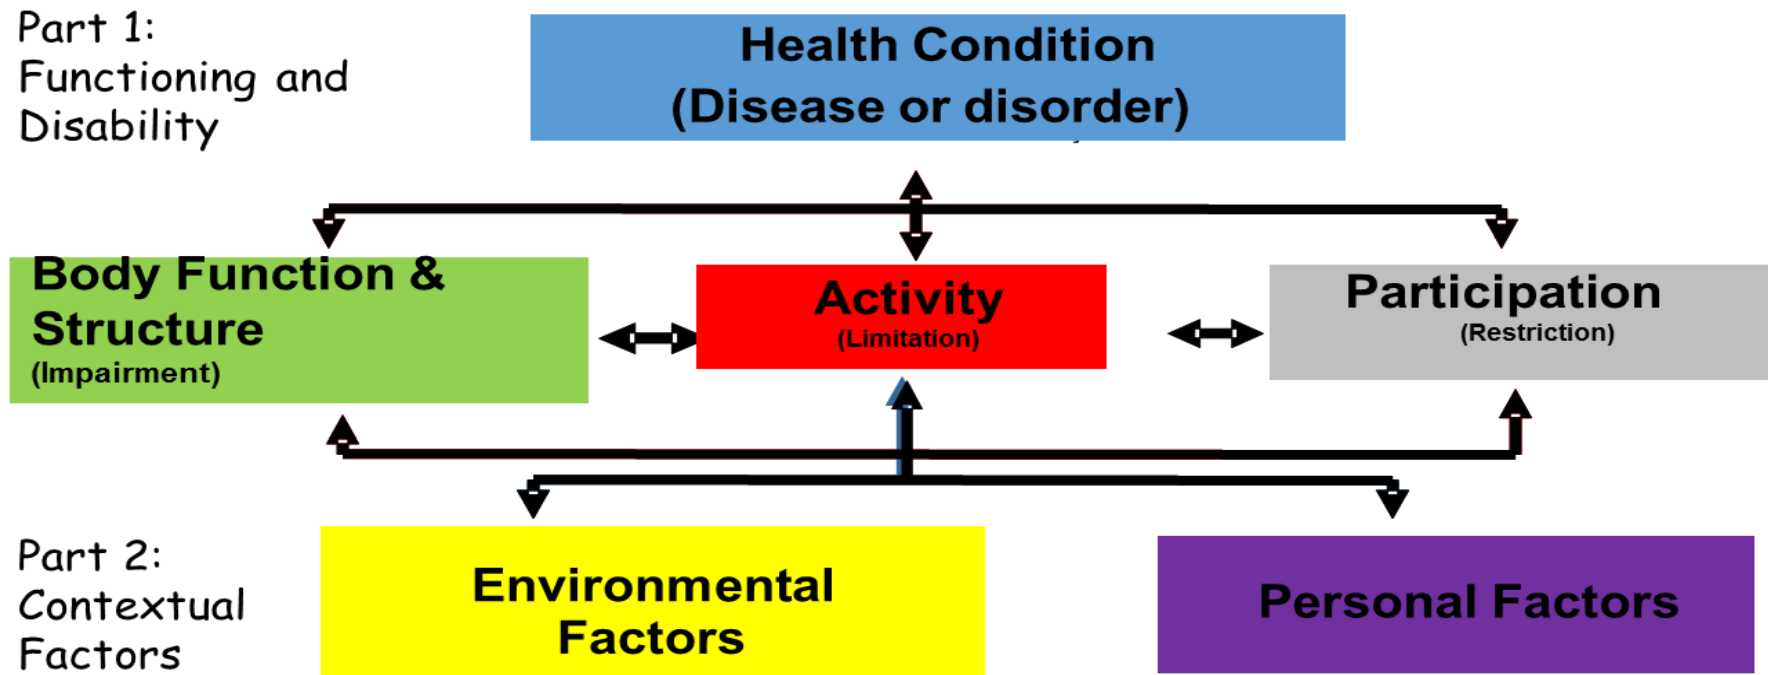 Part 1:
Functioning and
Disability
Health Condition
(Disease or disorder)
Body Function &
Structure
(Impairment)
Activity
(Limitation)
Participation
(Restriction)
Part 2:
Contextual
Factors
Environmental
Factors
Personal Factors